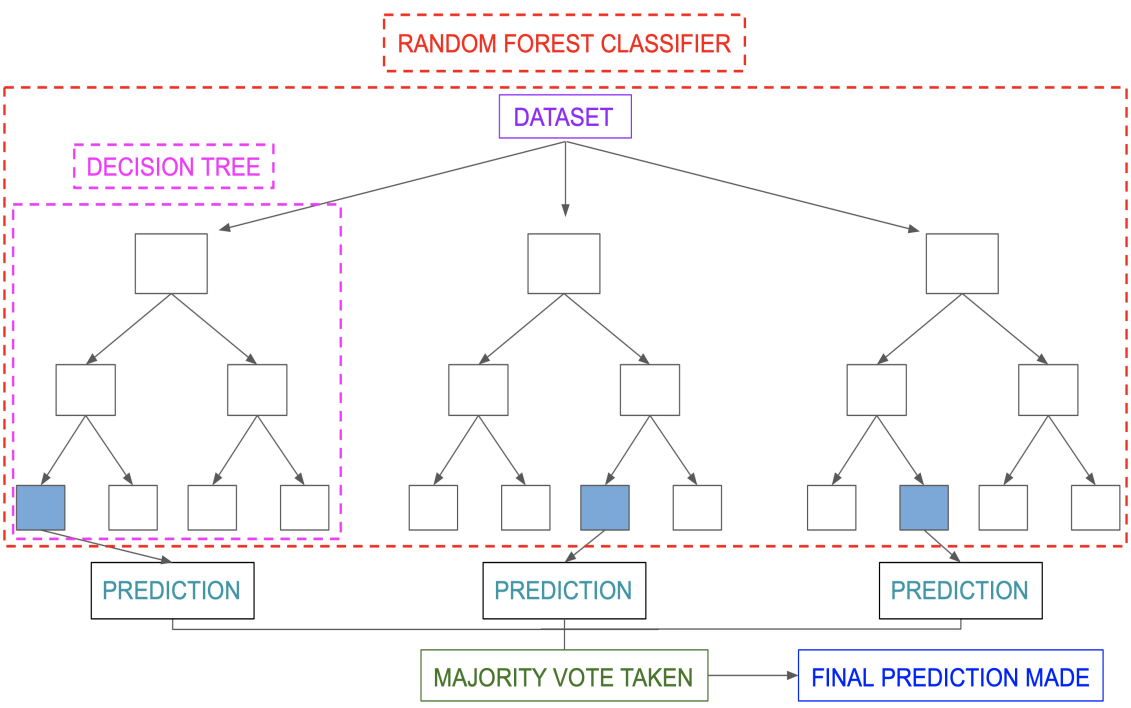 RANDOM FOREST CLASSIFIER
DATASET
DECISION TREE
PREDICTION
PREDICTION
PREDICTION
MAJORITY VOTE TAKEN
FINAL PREDICTION MADE